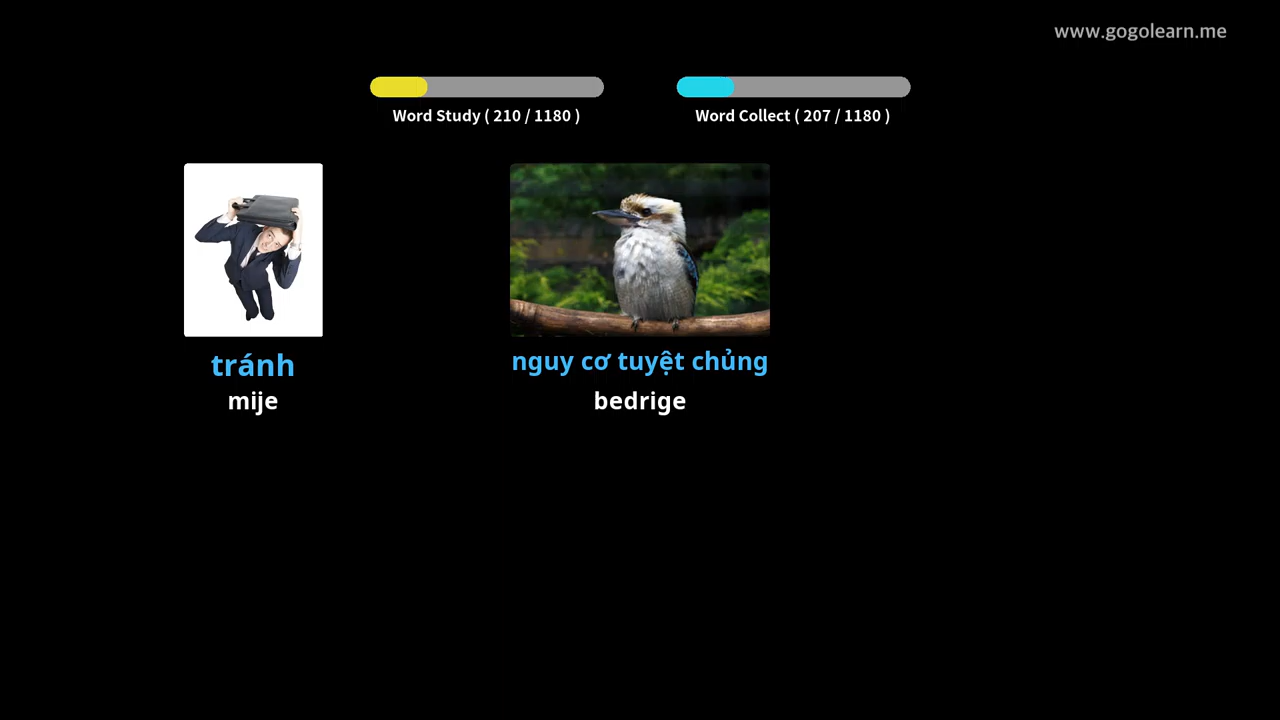 www.gogolearn.me
Word Study ( 210 / 1180 )
Word Collect ( 207 / 1180 )
tránh
mije
nguy cơ tuyệt chủng
bedrige